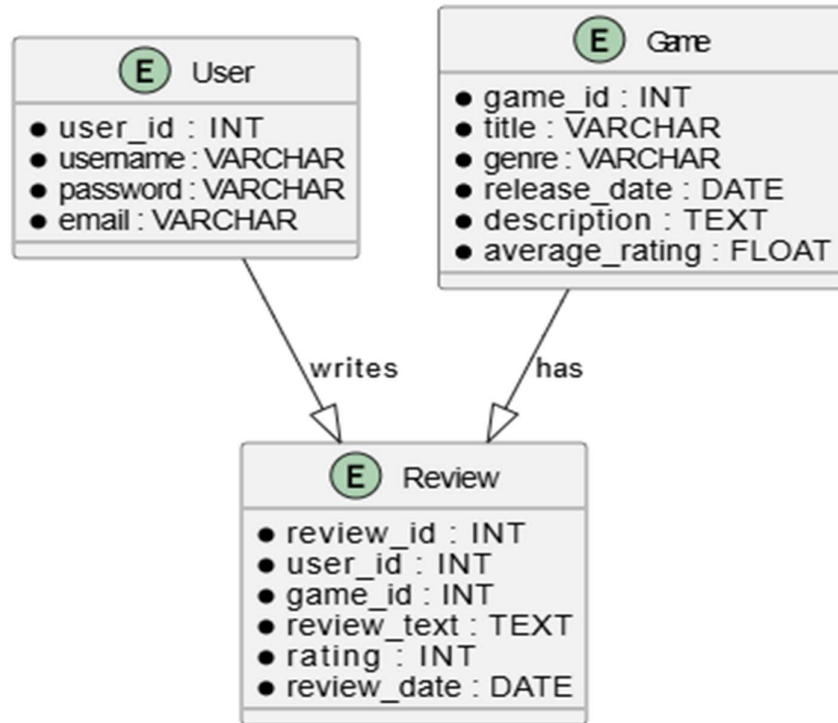 E User
user_id : INT
username : VARCHAR
password : VARCHAR
email : VARCHAR
E Game
game_id : INT
title : VARCHAR
genre : VARCHAR
release_date : DATE
description : TEXT
average_rating : FLOAT
writes
has
E Review
review_id : INT
user_id : INT
game_id : INT
review_text : TEXT
rating : INT
review_date : DATE